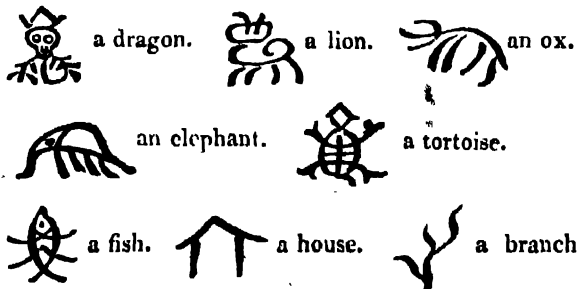 a dragon. a lion. an ox.
an elephant. a tortoise.
a fish. a house. a branch